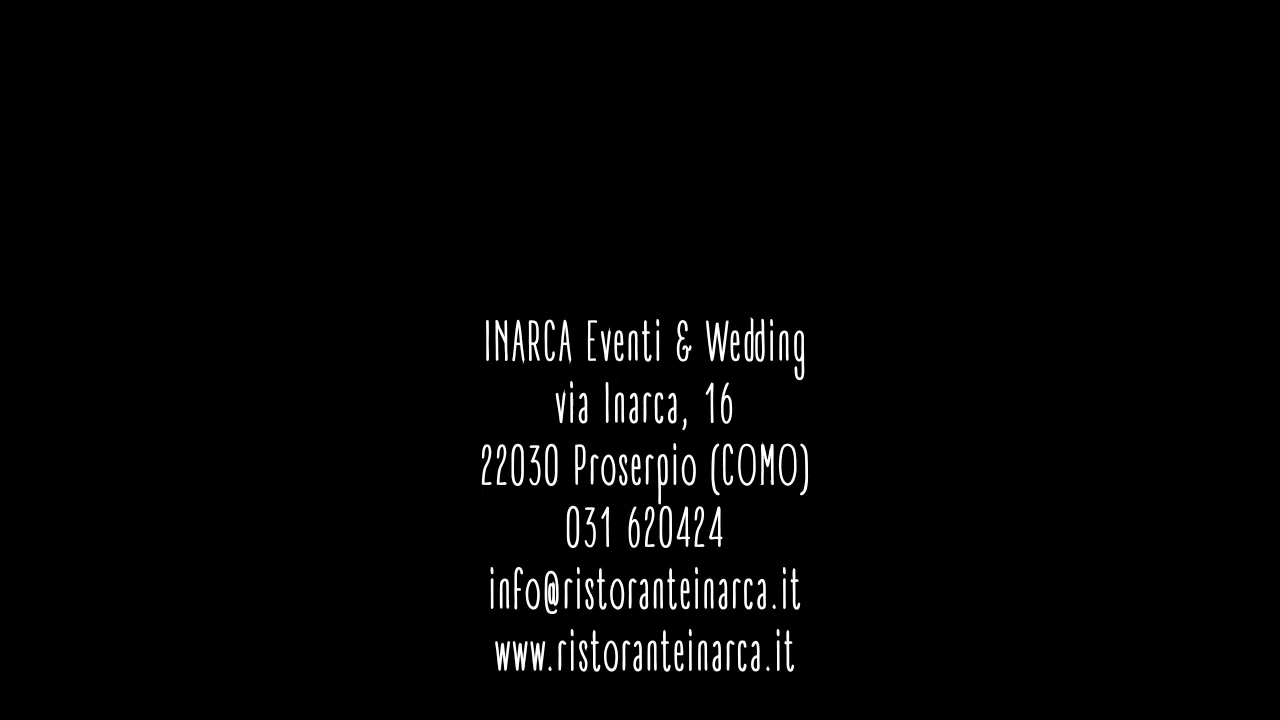 INARCA Eventi & Wedding
via Inarca, 16
22030 Proserpio (COMO)
031 620424
info@ristoranteinarca.it
www.ristoranteinarca.it